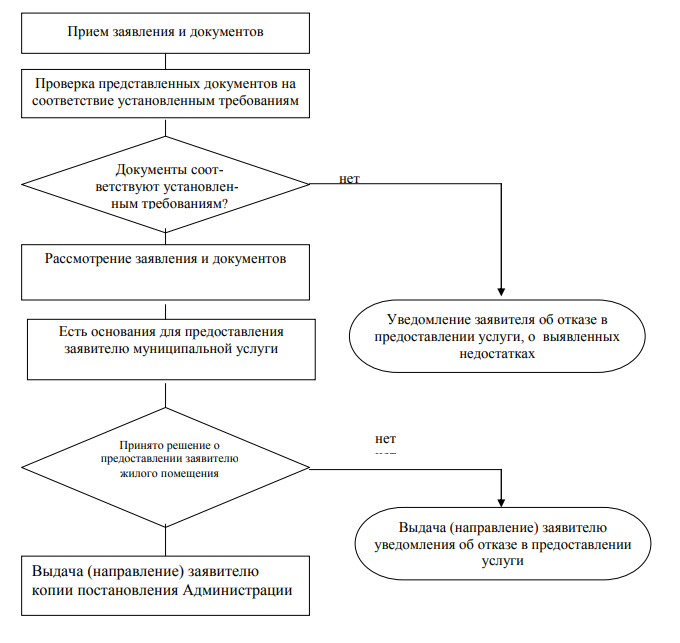 Прием заявления и документов
Проверка представленных документов на
соответствие установленным требованиям
Документы соот-
ветствуют установлен-
ным требованиям?
нет
Рассмотрение заявления и документов
Уведомление заявителя об отказе в
предоставлении услуги, о выявленных
недостатках
Есть основания для предоставления
заявителю муниципальной услуги
Принято решение о
предоставлении заявителю
жилого помещения
нет
нет
Выдача (направление) заявителю
уведомления об отказе в предоставлении
услуги
Выдача (направление) заявителю
копии постановления Администрации